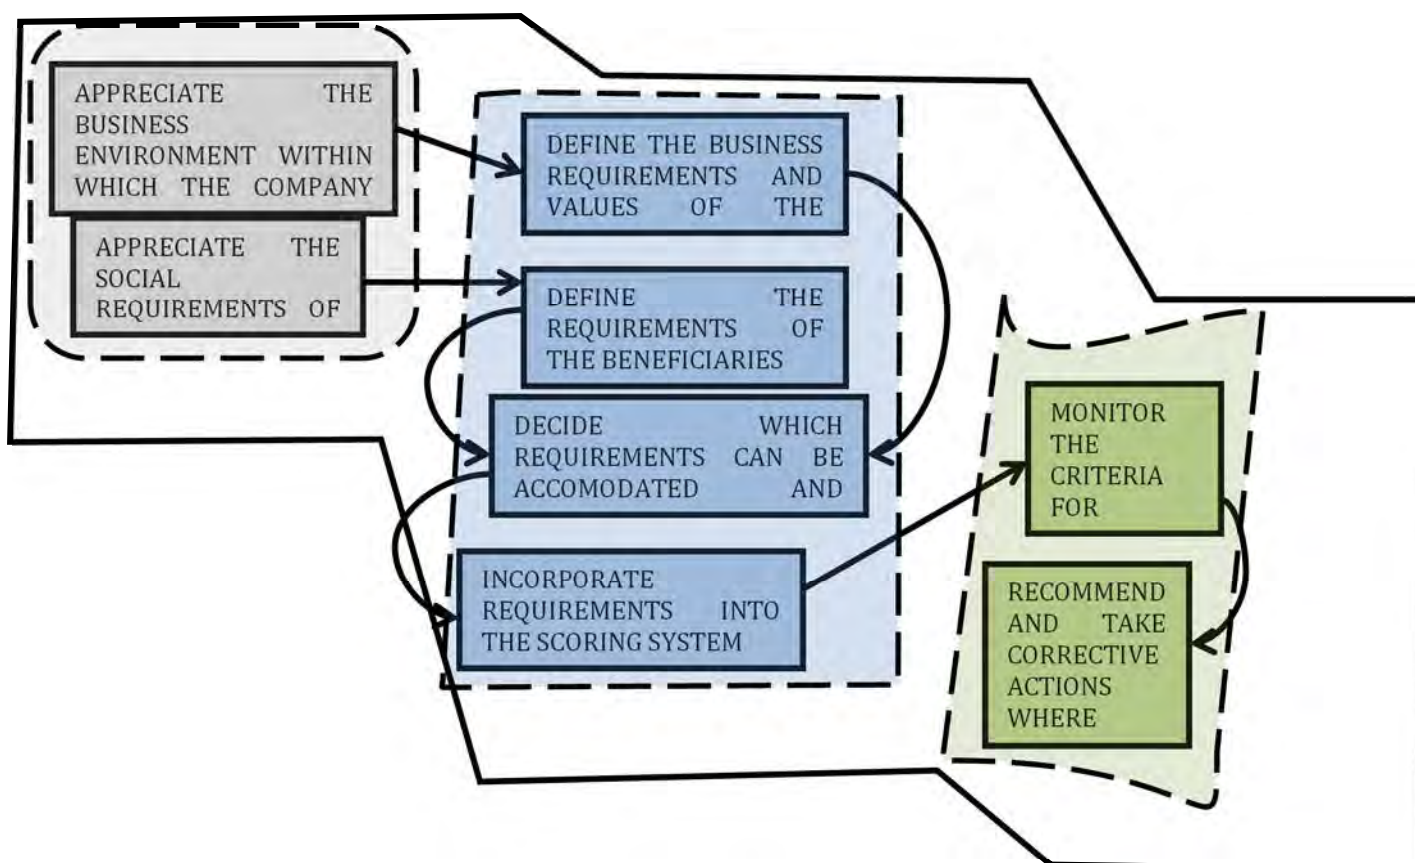 APPRECIATE THE
BUSINESS
ENVIRONMENT WITHIN
WHICH THE COMPANY
APPRECIATE THE
SOCIAL
REQUIREMENTS OF
DEFINE THE BUSINESS
REQUIREMENTS AND
VALUES OF THE
DEFINE THE
REQUIREMENTS OF
THE BENEFICIARIES
DECIDE WHICH
REQUIREMENTS CAN BE
ACCOMODATED AND
INCORPORATE
REQUIREMENTS INTO
THE SCORING SYSTEM
MONITOR
THE
CRITERIA
FOR
RECOMMEND
AND TAKE
CORRECTIVE
ACTIONS
WHERE